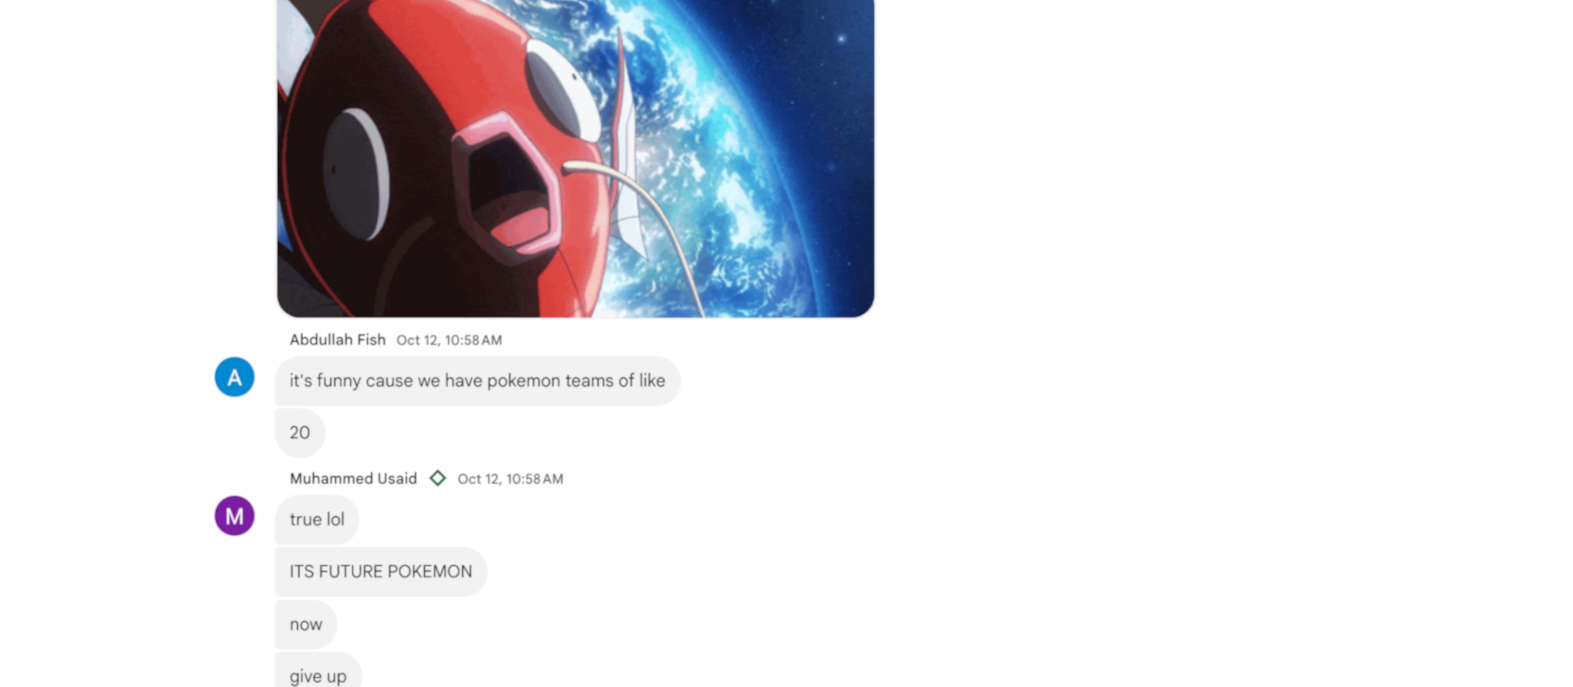 Abdullah Fish Oct 12, 10:58 AM
A
it's funny cause we have pokemon teams of like
20
Muhammed Usaid Oct 12, 10:58 AM
M
true lol
ITS FUTURE POKEMON
now
give up